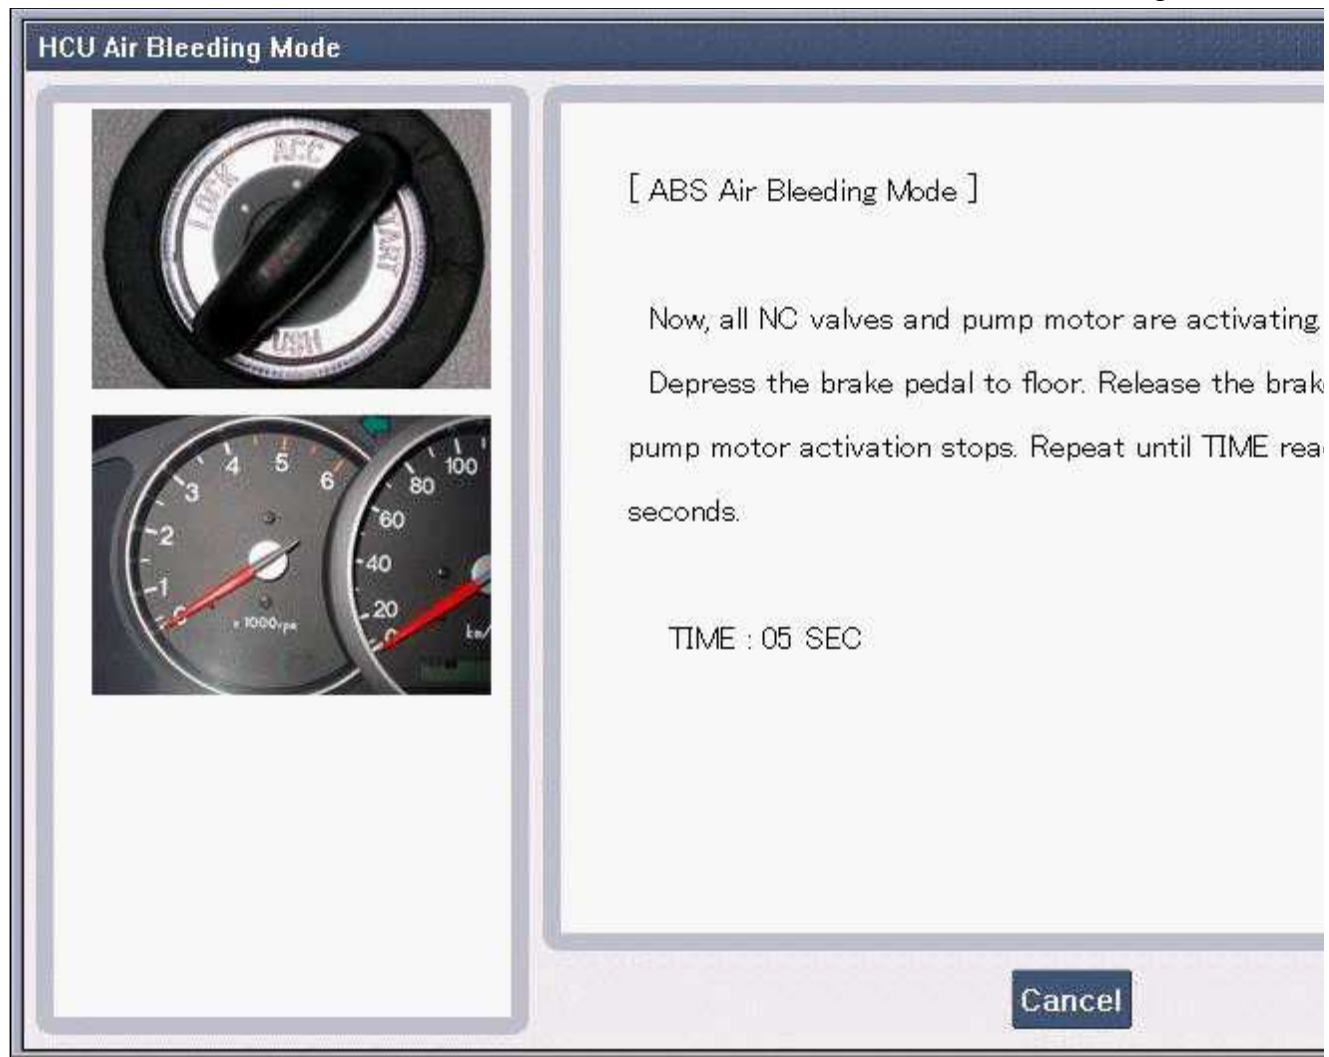 HCU Air Bleeding Mode
LOCK
ACC
START
PUSH
[ ABS Air Bleeding Mode ]
Now, all NC valves and pump motor are activating
Depress the brake pedal to floor. Release the brak
pump motor activation stops. Repeat until TIME rea
seconds.
TIME : 05 SEC
0 1 2 3 4 5 6
x 1000rpm
0 20 40 60 80 100
km/
Cancel